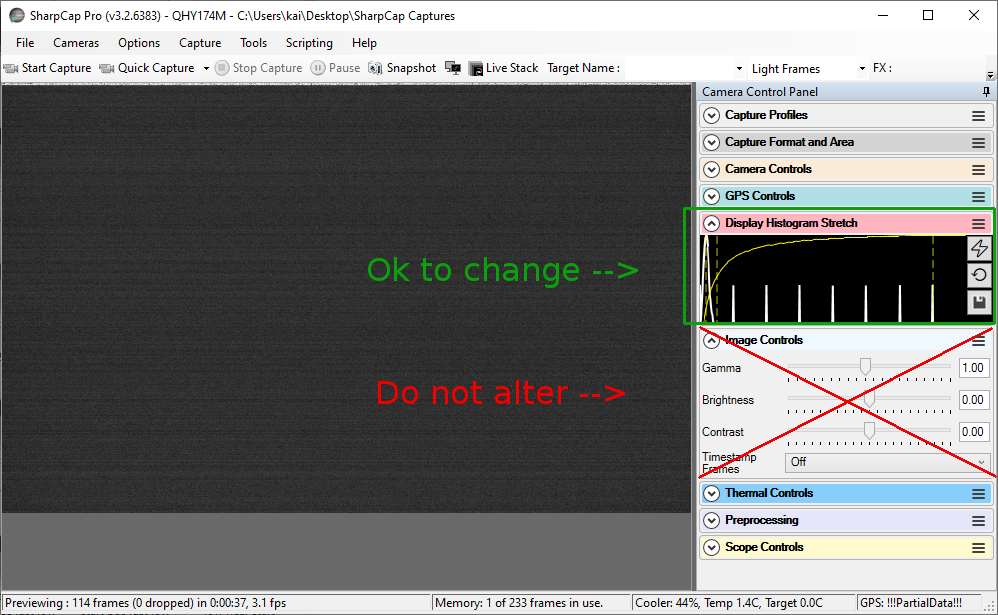 SharpCap Pro (v3.2.6383) - QHY174M - C:\Users\kai\Desktop\SharpCap Captures
File Cameras Options Capture Tools Scripting Help
Start Capture Quick Capture Stop Capture Pause Snapshot Live Stack Target Name : Light Frames FX :
Camera Control Panel
Capture Profiles
Capture Format and Area
Camera Controls
GPS Controls
Display Histogram Stretch
Ok to change -->
Image Controls
Gamma 1.00
Do not alter -->
Brightness 0.00
Contrast 0.00
Timestamp
Frames
Off
Thermal Controls
Preprocessing
Scope Controls
Previewing : 114 frames (0 dropped) in 0:00:37, 3.1 fps Memory: 1 of 233 frames in use. Cooler: 44%, Temp 1.4C, Target 0.0C GPS: !!!PartialData!!!